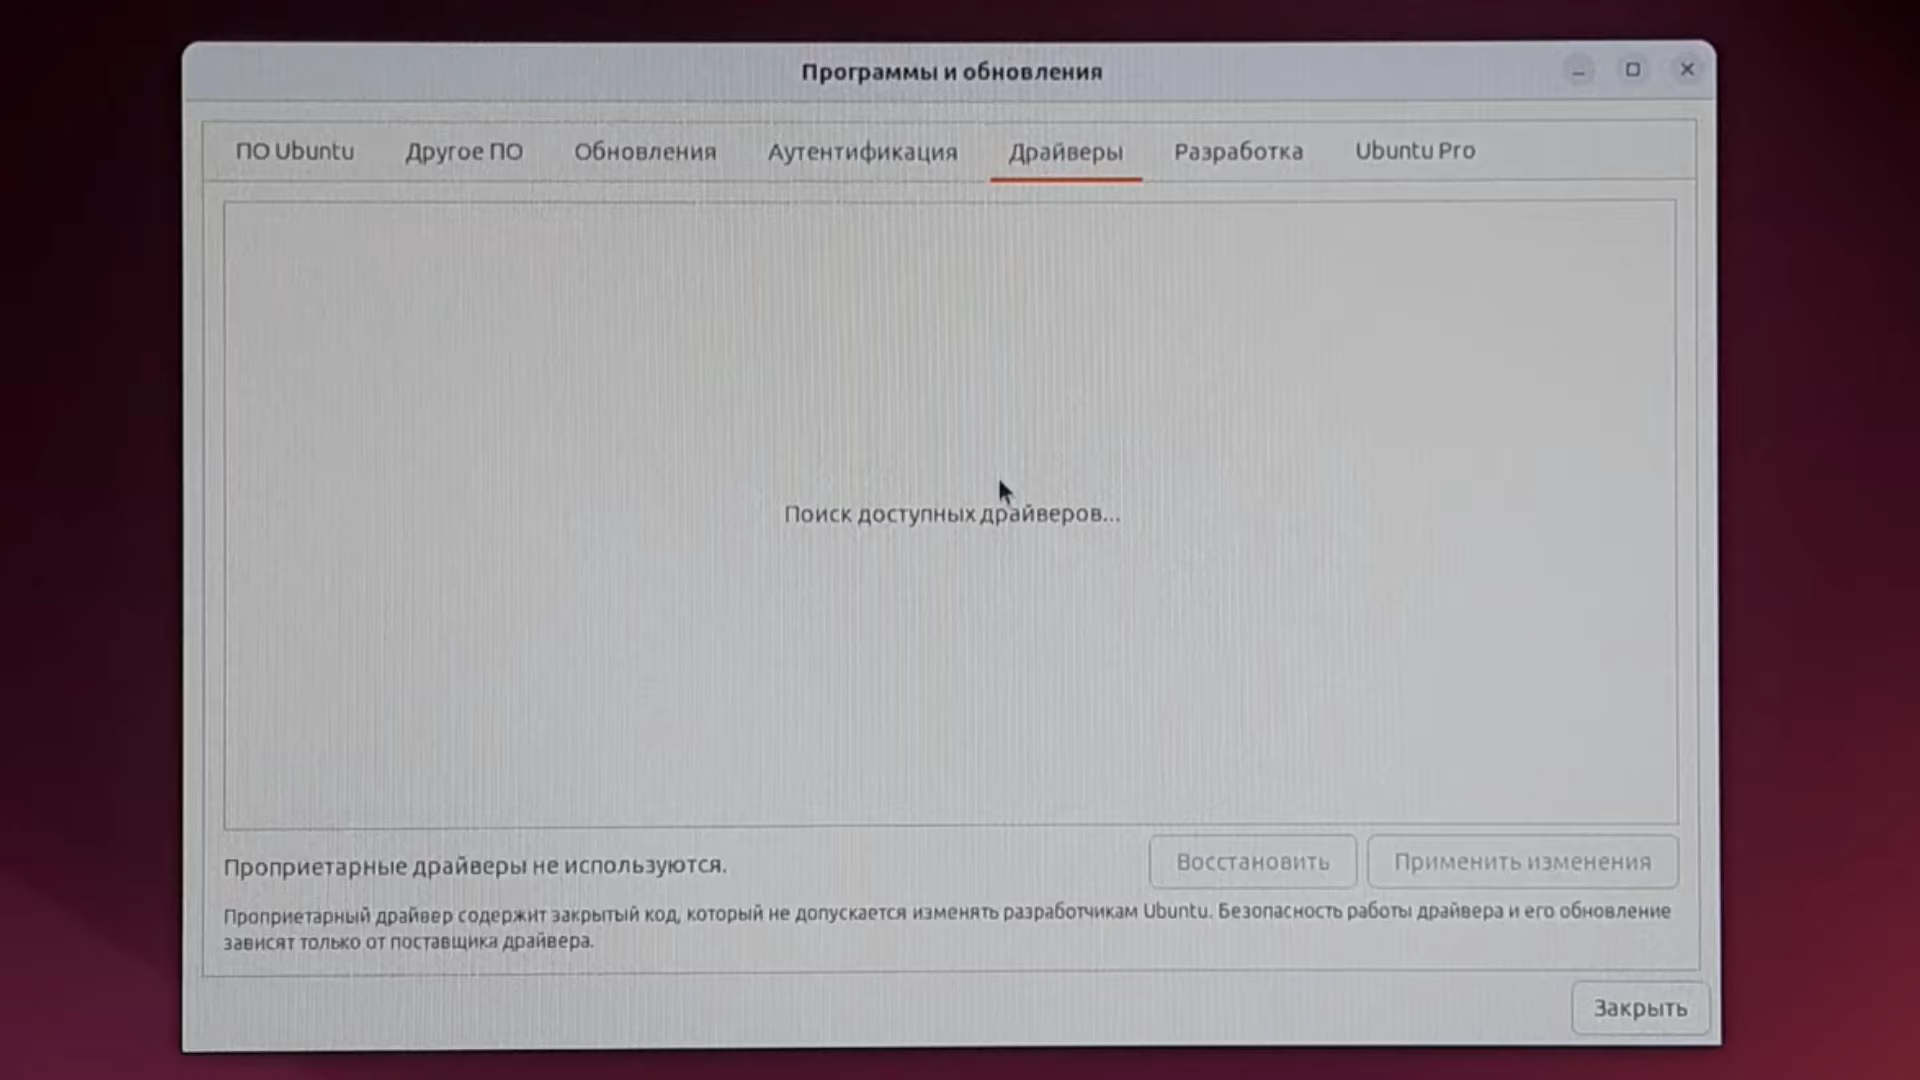 Программы и обновления
ПО Ubuntu Другое ПО Обновления Аутентификация Драйверы Разработка Ubuntu Pro
Поиск доступных драйверов...
Проприетарные драйверы не используются.
Восстановить Применить изменения
Проприетарный драйвер содержит закрытый код, который не допускается изменять разработчикам Ubuntu. Безопасность работы драйвера и его обновление
зависят только от поставщика драйвера.
Закрыть